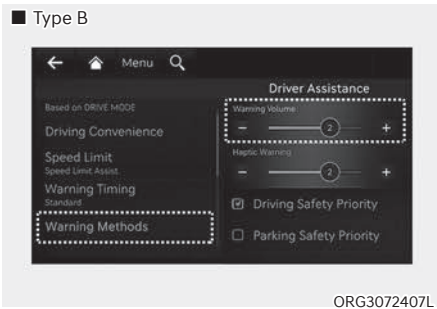 ■ Type B
Menu
Driver Assistance
Based on DRIVE MODE
Driving Convenience
Speed Limit
Speed Limit Assist
Warning Timing
Standard
Warning Methods
Warning Volume
- 2 +
Haptic Warning
- 2 +
Driving Safety Priority
Parking Safety Priority
ORG3072407L